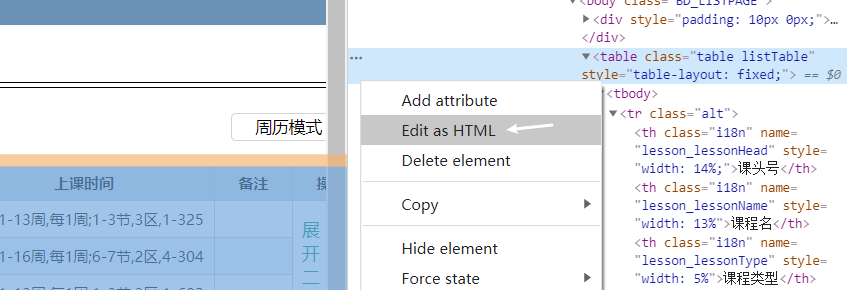 周历模式
上课时间
备注
1-13周,每1周;1-3节,3区,1-325
1-16周,每1周;6-7节,2区,4-304
展
开
二
Add attribute
Edit as HTML
Delete element
Copy
Hide element
Force state
<body class="BD_LISTPAGE">
<div style="padding: 10px 0px;">…
</div>
<table class="table listTable"
style="table-layout: fixed;"> == $0
<tbody>
<tr class="alt">
<th class="i18n" name=
"lesson_lessonHead" style=
"width: 14%;">课头号</th>
<th class="i18n" name=
"lesson_lessonName" style=
"width: 13%">课程名</th>
<th class="i18n" name=
"lesson_lessonType" style=
"width: 5%">课程类型</th>